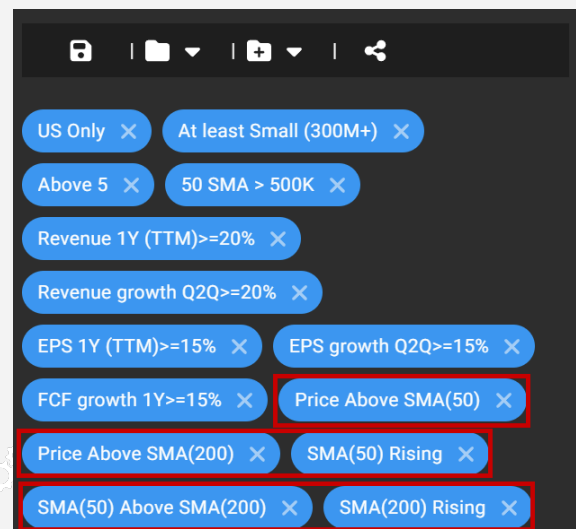 US Only At least Small (300M+)
Above 5 50 SMA > 500K
Revenue 1Y (TTM)>=20%
Revenue growth Q2Q>=20%
EPS 1Y (TTM)>=15% EPS growth Q2Q>=15%
FCF growth 1Y>=15% Price Above SMA(50)
Price Above SMA(200) SMA(50) Rising
SMA(50) Above SMA(200) SMA(200) Rising